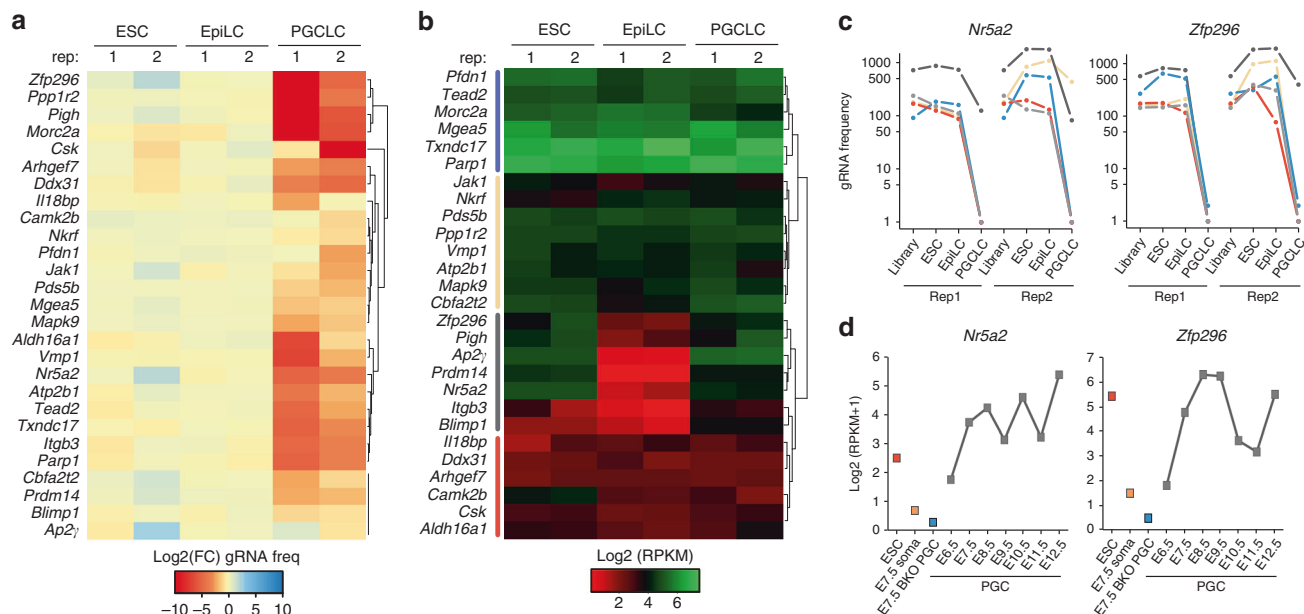 a
ESC EpiLC PGCLC
rep: 1 2 1 2 1 2
Zfp296
Ppp1r2
Pigh
Morc2a
Csk
Arhgef7
Ddx31
Il18bp
Camk2b
Nkrf
Pfdn1
Jak1
Pds5b
Mgea5
Mapk9
Aldh16a1
Vmp1
Nr5a2
Atp2b1
Tead2
Txndc17
Itgb3
Parp1
Cbfa2t2
Prdm14
Blimp1
Ap2γ
Log2(FC) gRNA freq
−10 −5 0 5 10
b
ESC EpiLC PGCLC
rep: 1 2 1 2 1 2
Pfdn1
Tead2
Morc2a
Mgea5
Txndc17
Parp1
Jak1
Nkrf
Pds5b
Ppp1r2
Vmp1
Atp2b1
Mapk9
Cbfa2t2
Zfp296
Pigh
Ap2γ
Prdm14
Nr5a2
Itgb3
Blimp1
Il18bp
Ddx31
Arhgef7
Camk2b
Csk
Aldh16a1
Log2 (RPKM)
2 4 6
c
Nr5a2 Zfp296
gRNA frequency
1000
500
100
50
10
5
1
Library ESC EpiLC PGCLC Library ESC EpiLC PGCLC
Rep1 Rep2
1000
500
100
50
10
5
1
Library ESC EpiLC PGCLC Library ESC EpiLC PGCLC
Rep1 Rep2
d
Nr5a2 Zfp296
Log2 (RPKM+1)
6
5
4
3
2
1
0
ESC E7.5 soma E7.5 BKO PGC E6.5 E7.5 E8.5 E9.5 E10.5 E11.5 E12.5
PGC
7
6
5
4
3
2
1
0
ESC E7.5 soma E7.5 BKO PGC E6.5 E7.5 E8.5 E9.5 E10.5 E11.5 E12.5
PGC